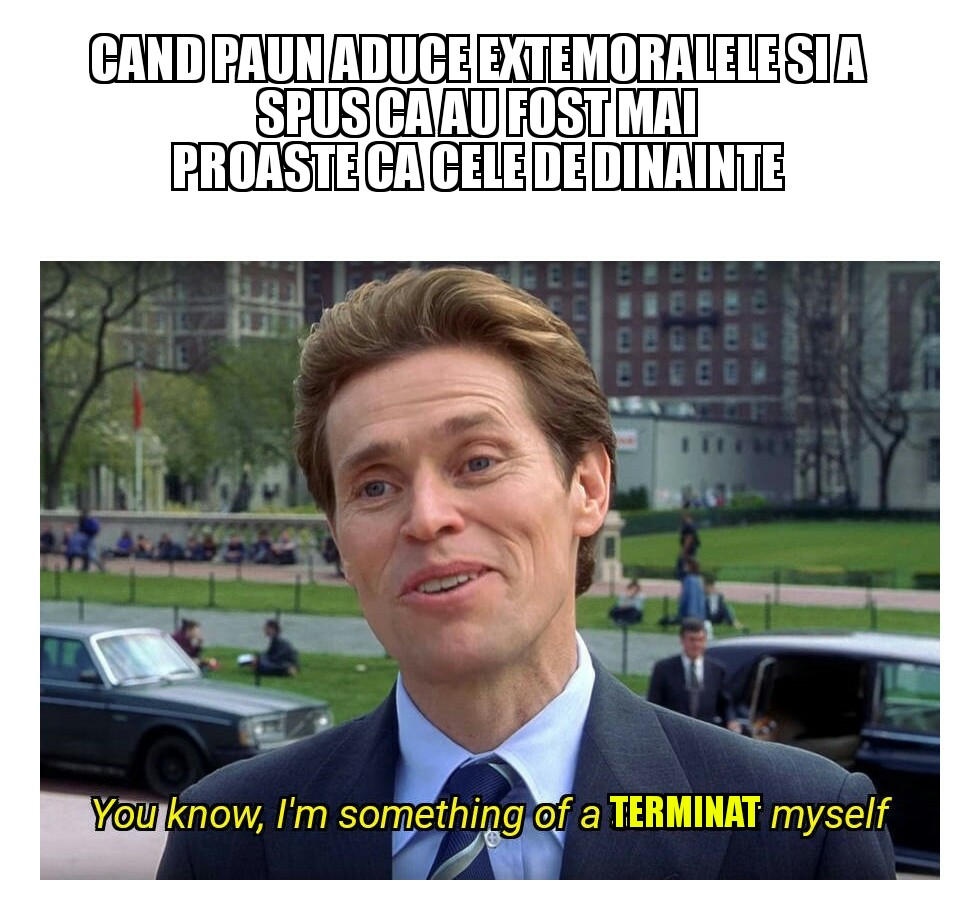 CAND PAUN ADUCE EXTEMORALELE SI A
SPUS CA AU FOST MAI
PROASTE CA CELE DE DINAINTE
You know, I'm something of a TERMINAT myself